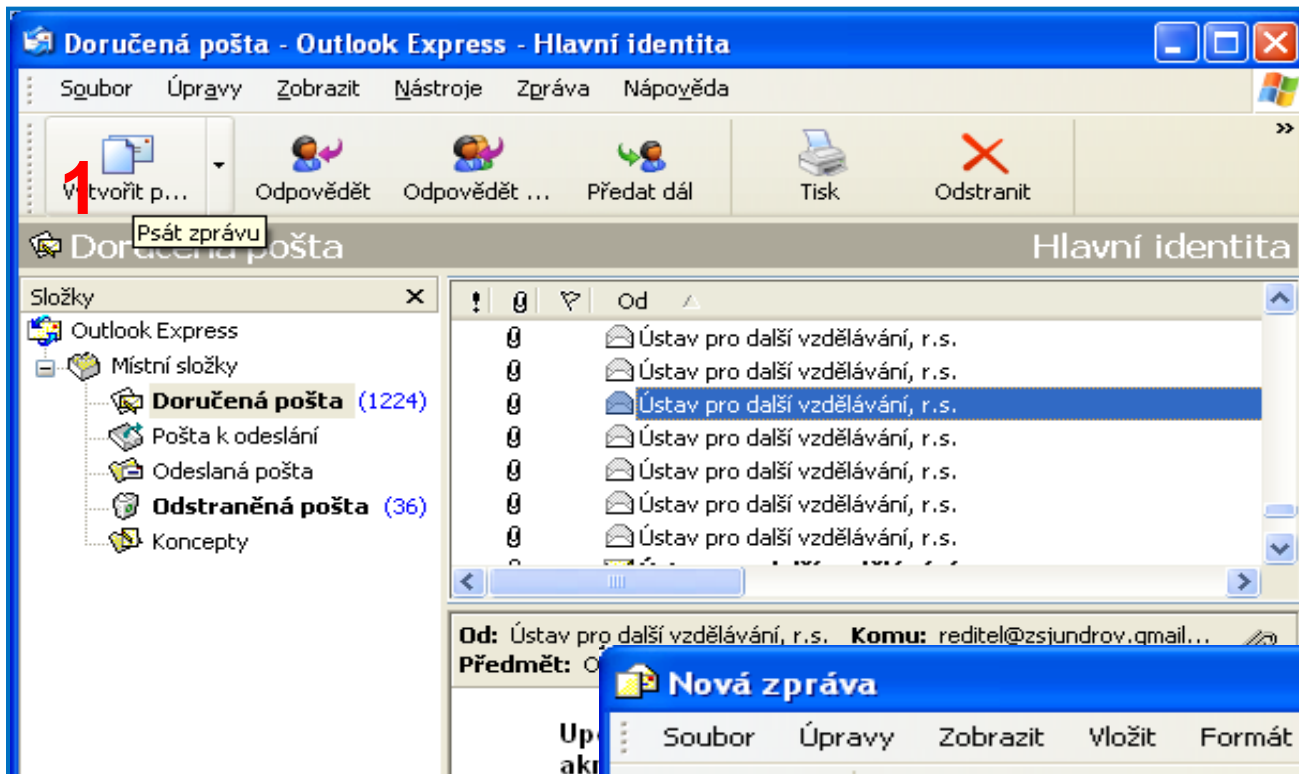 Doručená pošta - Outlook Express - Hlavní identita
Soubor Úpravy Zobrazit Nástroje Zpráva Nápověda
»
1
Vytvořit p... Odpovědět Odpovědět ... Předat dál Tisk Odstranit
Psát zprávu
Doručená pošta Hlavní identita
Složky Od
Outlook Express
Místní složky
Doručená pošta (1224)
Pošta k odeslání
Odeslaná pošta
Odstraněná pošta (36)
Koncepty
Ústav pro další vzdělávání, r.s.
Ústav pro další vzdělávání, r.s.
Ústav pro další vzdělávání, r.s.
Ústav pro další vzdělávání, r.s.
Ústav pro další vzdělávání, r.s.
Ústav pro další vzdělávání, r.s.
Ústav pro další vzdělávání, r.s.
Od: Ústav pro další vzdělávání, r.s. Komu: reditel@zsjundrov.gmail...
Předmět:
Nová zpráva
Soubor Úpravy Zobrazit Vložit Formát